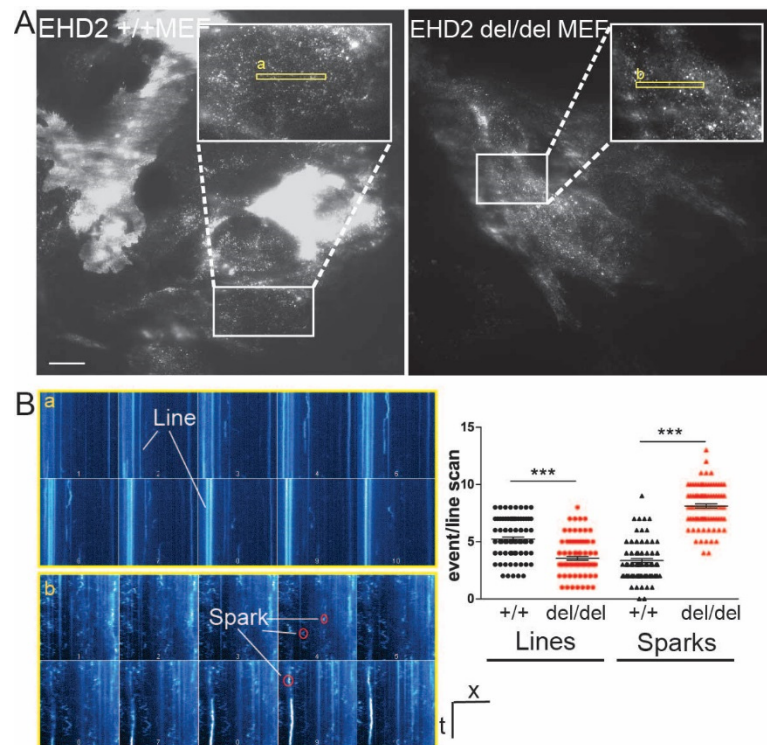 A
EHD2 +/+MEF
a
EHD2 del/del MEF
b
B
a
Line
1
2
3
4
5
6
7
8
9
10
b
Spark
1
2
3
4
5
6
7
8
9
10
event/line scan
15
10
5
0
***
***
+/+ del/del +/+ del/del
Lines Sparks
x
t